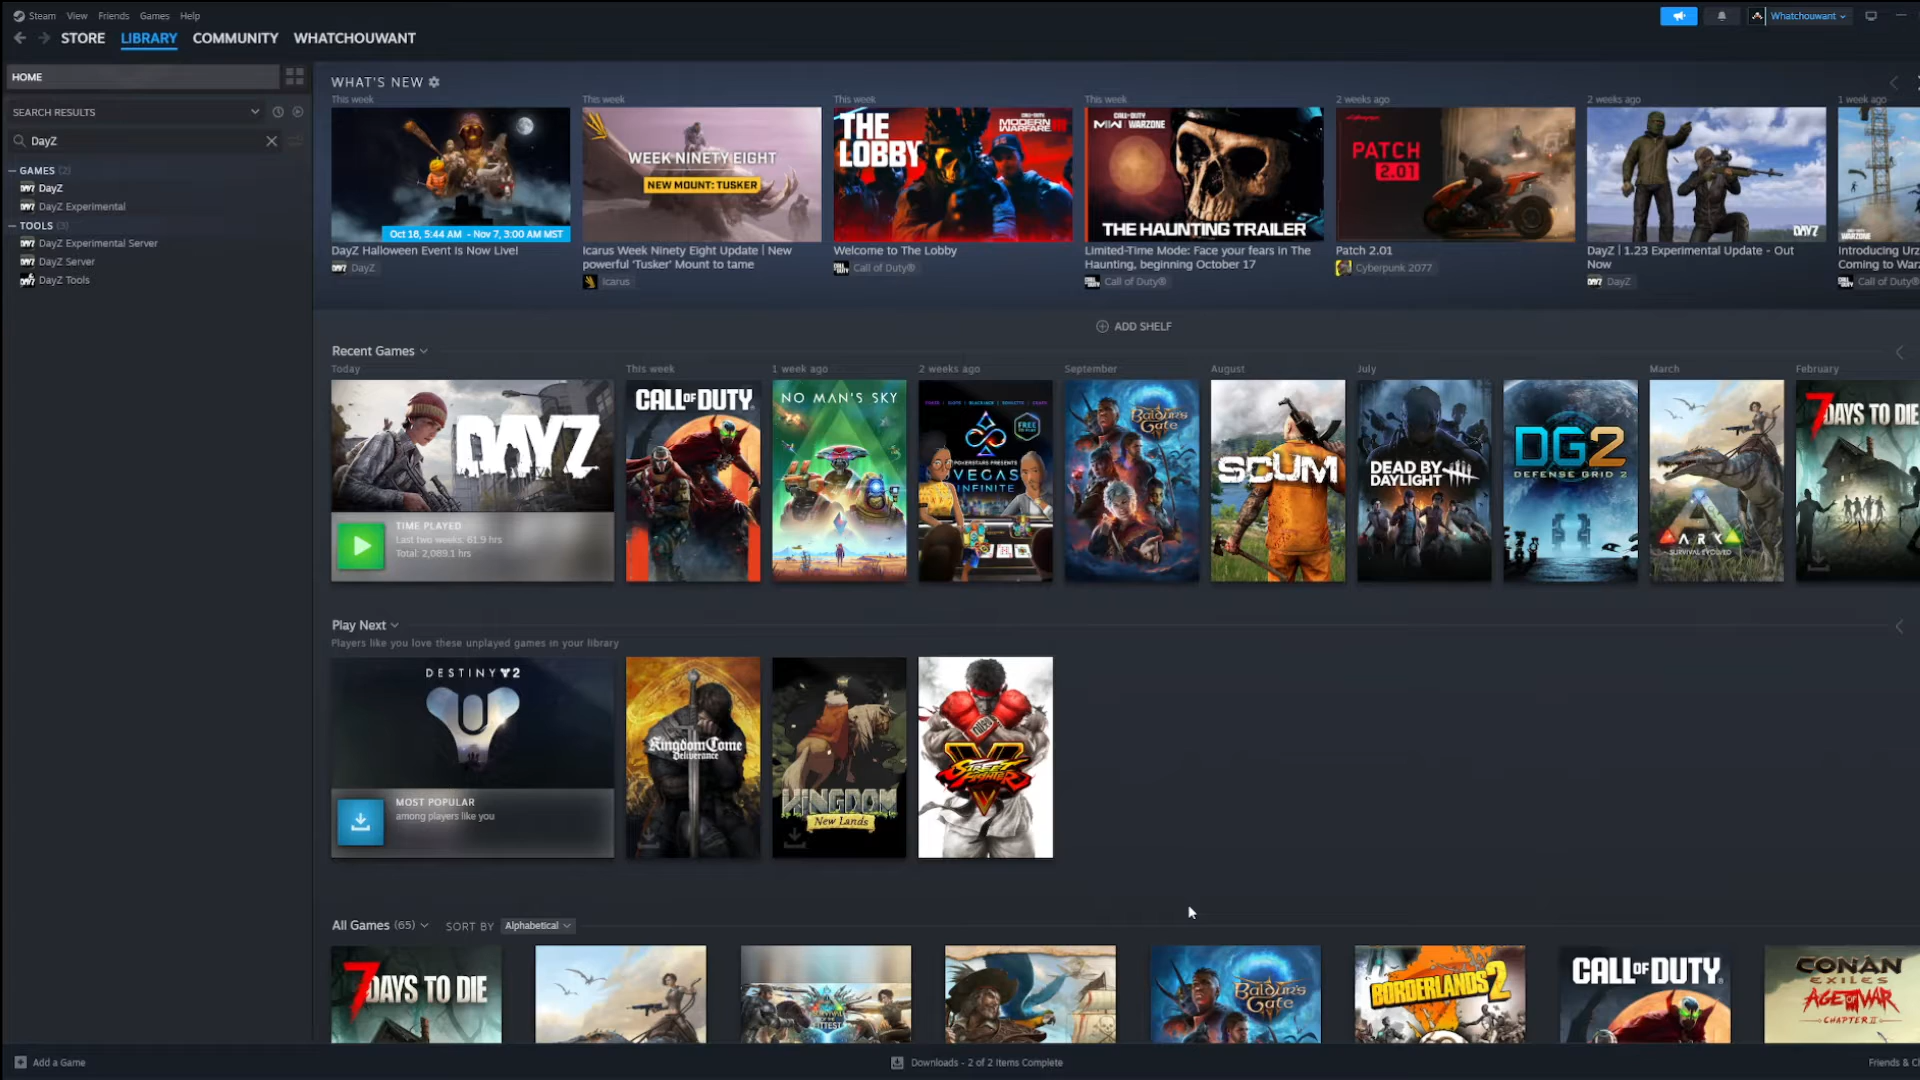 Steam View Friends Games Help
Whatchouwant
STORE LIBRARY COMMUNITY WHATCHOUWANT
HOME
SEARCH RESULTS
DayZ
GAMES (2)
DayZ
DayZ Experimental
TOOLS (3)
DayZ Experimental Server
DayZ Server
DayZ Tools
WHAT'S NEW
This week
Oct 18, 5:44 AM - Nov 7, 3:00 AM MST
DayZ Halloween Event Is Now Live!
DayZ
This week
WEEK NINETY EIGHT
NEW MOUNT: TUSKER
Icarus Week Ninety Eight Update | New
powerful 'Tusker' Mount to tame
Icarus
This week
THE
LOBBY
MODERN
WARFARE III
Welcome to The Lobby
Call of Duty®
This week
CALL OF DUTY
MW WARZONE
THE HAUNTING TRAILER
Limited-Time Mode: Face your fears in The
Haunting, beginning October 17
Call of Duty®
2 weeks ago
PATCH
2.01
Patch 2.01
Cyberpunk 2077
2 weeks ago
DAYZ
DayZ | 1.23 Experimental Update - Out
Now
DayZ
1 week ago
WARZONE
Introducing Urz
Coming to Warz
Call of Duty®
ADD SHELF
Recent Games
Today
DAYZ
TIME PLAYED
Last two weeks: 61.9 hrs
Total: 2,089.1 hrs
This week
CALL OF DUTY
1 week ago
NO MAN'S SKY
2 weeks ago
FREE
POKERSTARS PRESENTS
VEGAS
INFINITE
September
Baldur's
Gate
August
SCUM
July
DEAD BY
DAYLIGHT
DG2
DEFENSE GRID 2
March
ARK
SURVIVAL EVOLVED
February
7 DAYS TO DIE
Play Next
Players like you love these unplayed games in your library
DESTINY 2
MOST POPULAR
among players like you
Kingdom Come
Deliverance
KINGDOM
New Lands
STREET
FIGHTER
V
All Games (65) SORT BY Alphabetical
7 DAYS TO DIE
Baldur's
Gate
BORDERLANDS 2
CALL OF DUTY
CONAN
EXILES
AGE OF WAR
CHAPTER II
Add a Game
Downloads - 2 of 2 Items Complete
Friends & C